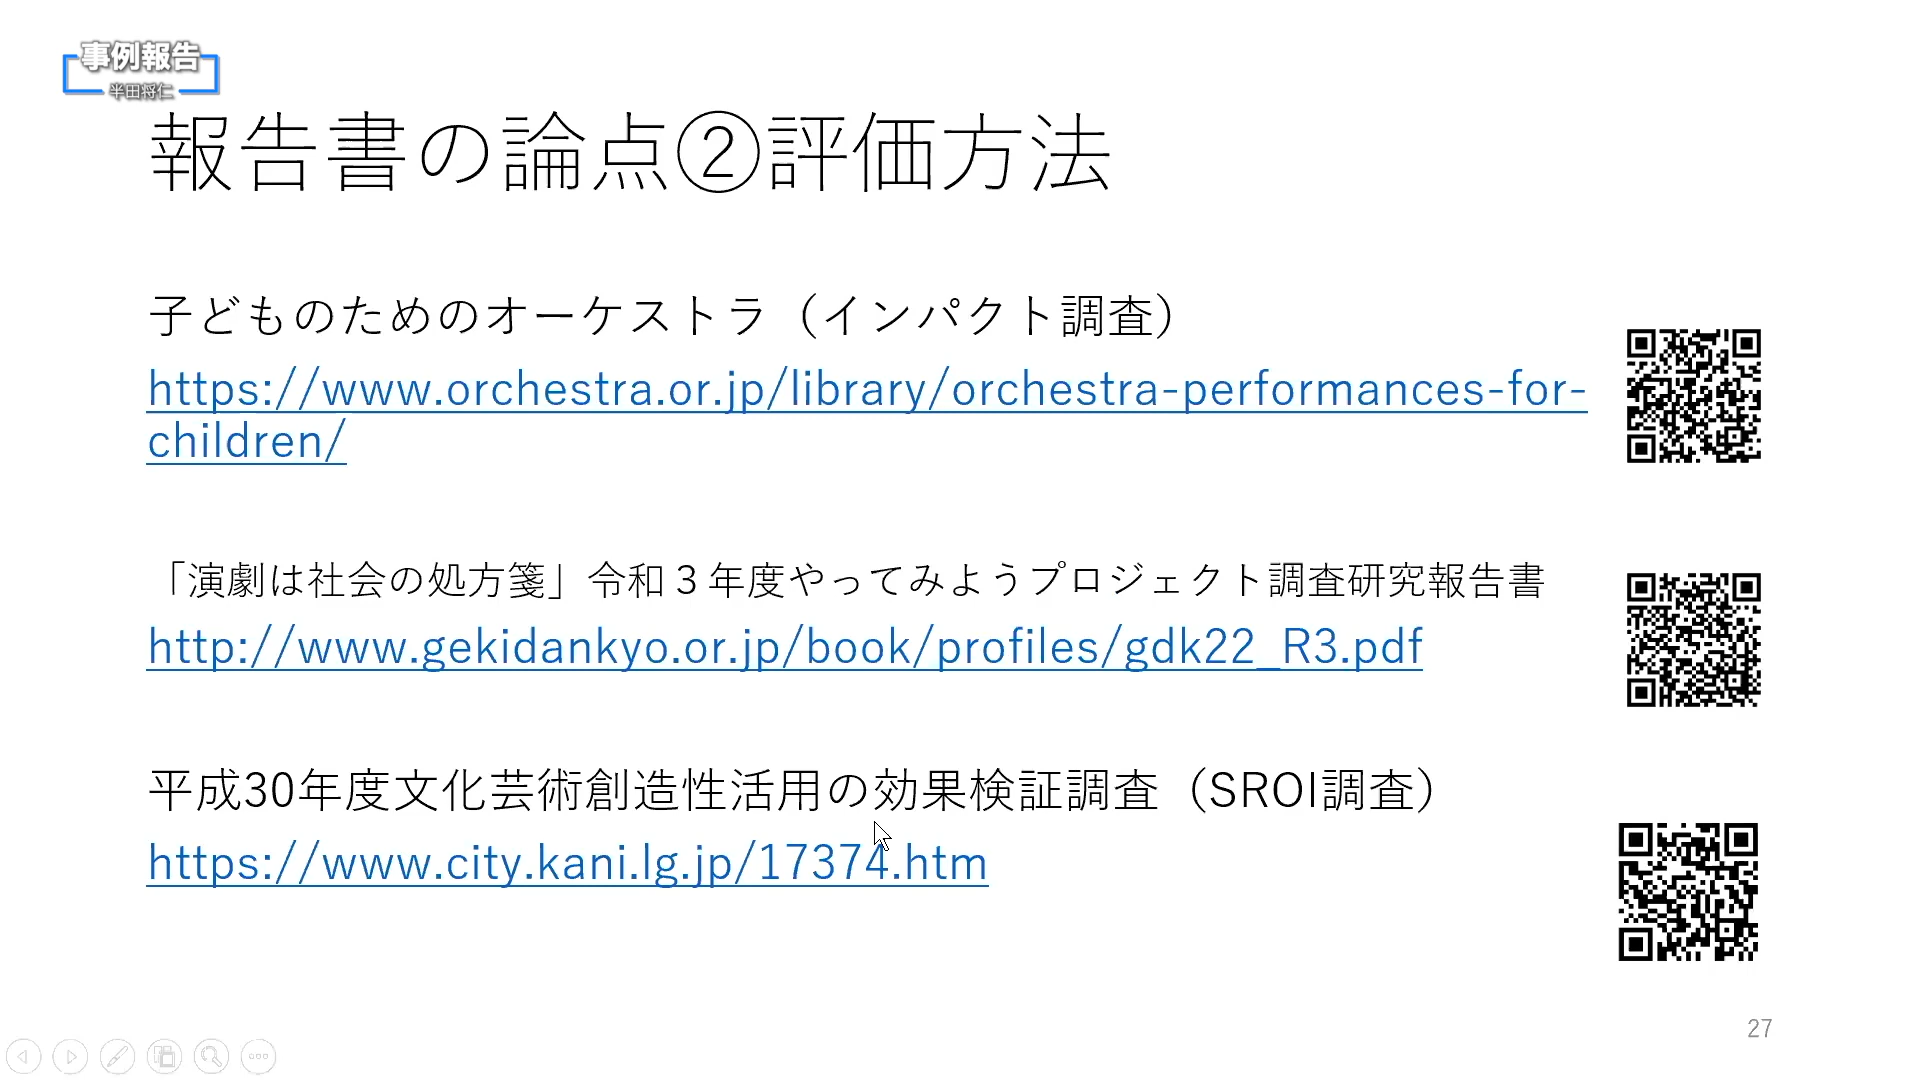 事例報告
半田将仁
報告書の論点②評価方法
子どものためのオーケストラ（インパクト調査）
https://www.orchestra.or.jp/library/orchestra-performances-for-
children/
「演劇は社会の処方箋」令和３年度やってみようプロジェクト調査研究報告書
http://www.gekidankyo.or.jp/book/profiles/gdk22_R3.pdf
平成30年度文化芸術創造性活用の効果検証調査（SROI調査）
https://www.city.kani.lg.jp/17374.htm
27